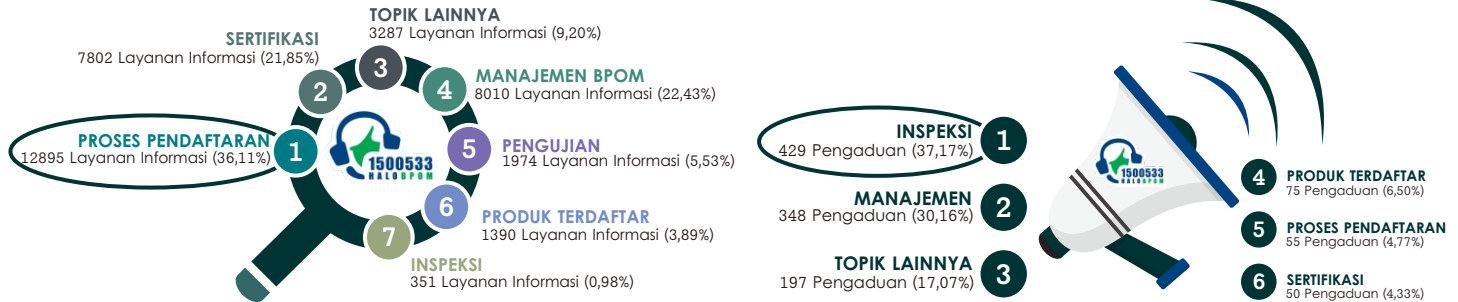 TOPIK LAINNYA
3287 Layanan Informasi (9,20%)
SERTIFIKASI
7802 Layanan Informasi (21,85%)
3
MANAJEMEN BPOM
8010 Layanan Informasi (22,43%)
4
2
PROSES PENDAFTARAN
12895 Layanan Informasi (36,11%)
1
1500533
HALOBPOM
5
PENGUJIAN
1974 Layanan Informasi (5,53%)
6
PRODUK TERDAFTAR
1390 Layanan Informasi (3,89%)
7
INSPEKSI
351 Layanan Informasi (0,98%)
INSPEKSI
429 Pengaduan (37,17%)
1
MANAJEMEN
348 Pengaduan (30,16%)
2
TOPIK LAINNYA
197 Pengaduan (17,07%)
3
1500533
HALOBPOM
4
PRODUK TERDAFTAR
75 Pengaduan (6,50%)
5
PROSES PENDAFTARAN
55 Pengaduan (4,77%)
6
SERTIFIKASI
50 Pengaduan (4,33%)